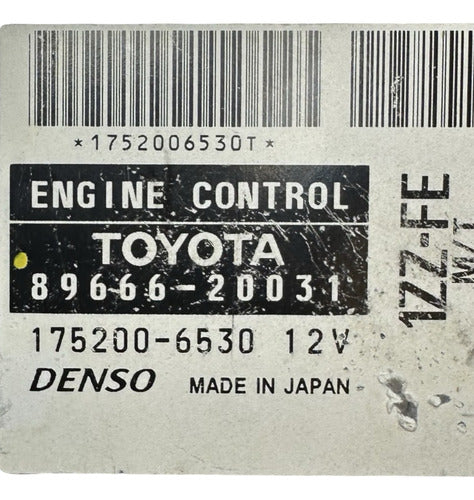 *1752006530T*
ENGINE CONTROL
TOYOTA
89666-20031
175200-6530 12V
DENSO MADE IN JAPAN
1ZZ-FE
M/T